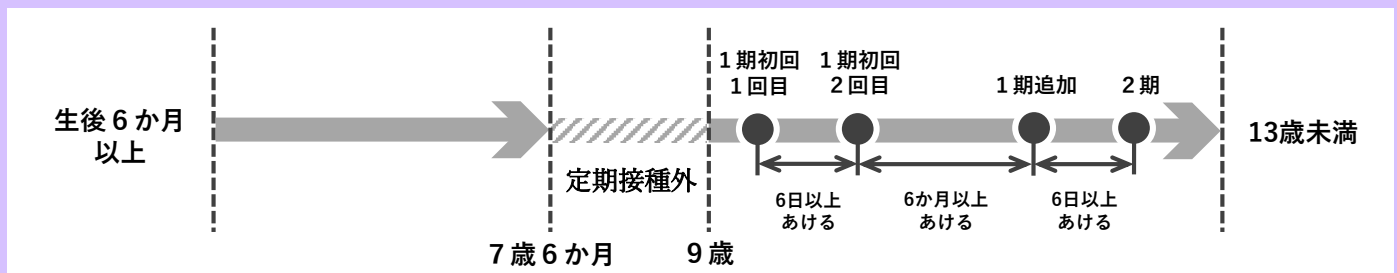 生後６か月
以上
定期接種外
７歳６か月
９歳
１期初回
１回目
１期初回
２回目
１期追加
２期
6日以上
あける
6か月以上
あける
6日以上
あける
13歳未満